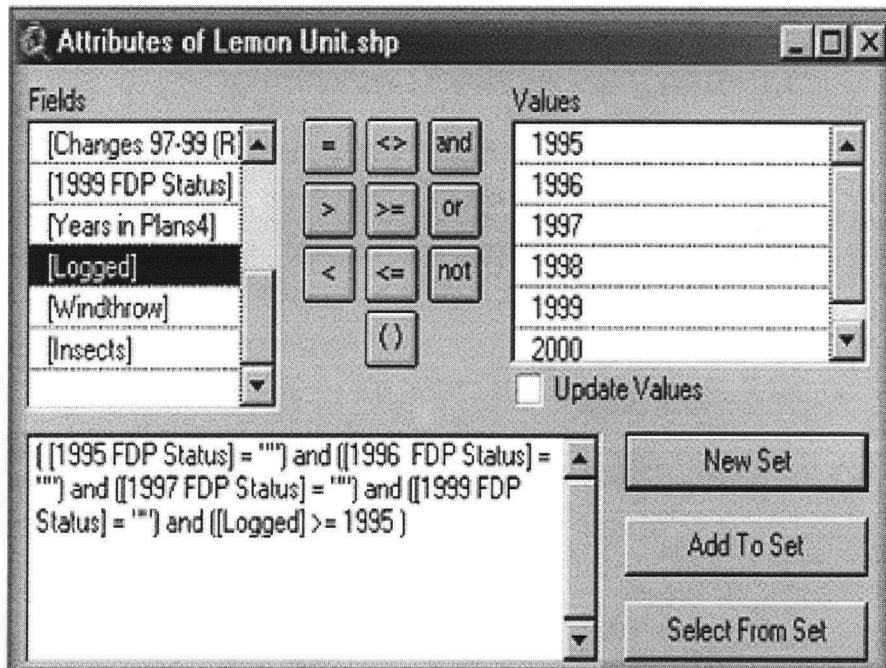 Attributes of Lemon Unit.shp
Fields
Values
[Changes 97-99 (R]
[1999 FDP Status]
[Years in Plans4]
[Logged]
[Windthrow]
[Insects]
= <> and
> >= or
< <= not
( )
1995
1996
1997
1998
1999
2000
Update Values
( [1995 FDP Status] = "") and ([1996 FDP Status] =
"") and ([1997 FDP Status] = "") and ([1999 FDP
Status] = "") and ([Logged] >= 1995 )
New Set
Add To Set
Select From Set